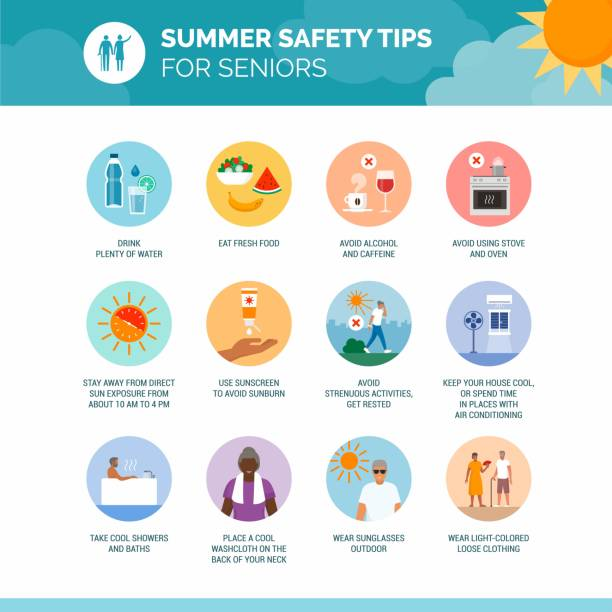 SUMMER SAFETY TIPS
FOR SENIORS
DRINK
PLENTY OF WATER
EAT FRESH FOOD
AVOID ALCOHOL
AND CAFFEINE
AVOID USING STOVE
AND OVEN
STAY AWAY FROM DIRECT
SUN EXPOSURE FROM
ABOUT 10 AM TO 4 PM
USE SUNSCREEN
TO AVOID SUNBURN
AVOID
STRENUOUS ACTIVITIES,
GET RESTED
KEEP YOUR HOUSE COOL,
OR SPEND TIME
IN PLACES WITH
AIR CONDITIONING
TAKE COOL SHOWERS
AND BATHS
PLACE A COOL
WASHCLOTH ON THE
BACK OF YOUR NECK
WEAR SUNGLASSES
OUTDOOR
WEAR LIGHT-COLORED
LOOSE CLOTHING